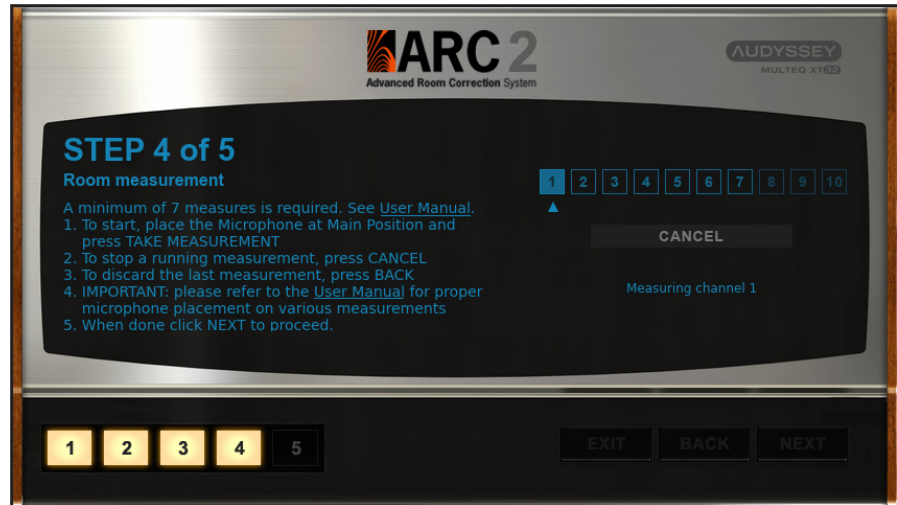 ARC 2
Advanced Room Correction System
AUDYSSEY
MULTEQ XT32
STEP 4 of 5
Room measurement
A minimum of 7 measures is required. See User Manual.
1. To start, place the Microphone at Main Position and
press TAKE MEASUREMENT
2. To stop a running measurement, press CANCEL
3. To discard the last measurement, press BACK
4. IMPORTANT: please refer to the User Manual for proper
microphone placement on various measurements
5. When done click NEXT to proceed.
1 2 3 4 5 6 7 8 9 10
CANCEL
Measuring channel 1
1 2 3 4 5
EXIT BACK NEXT